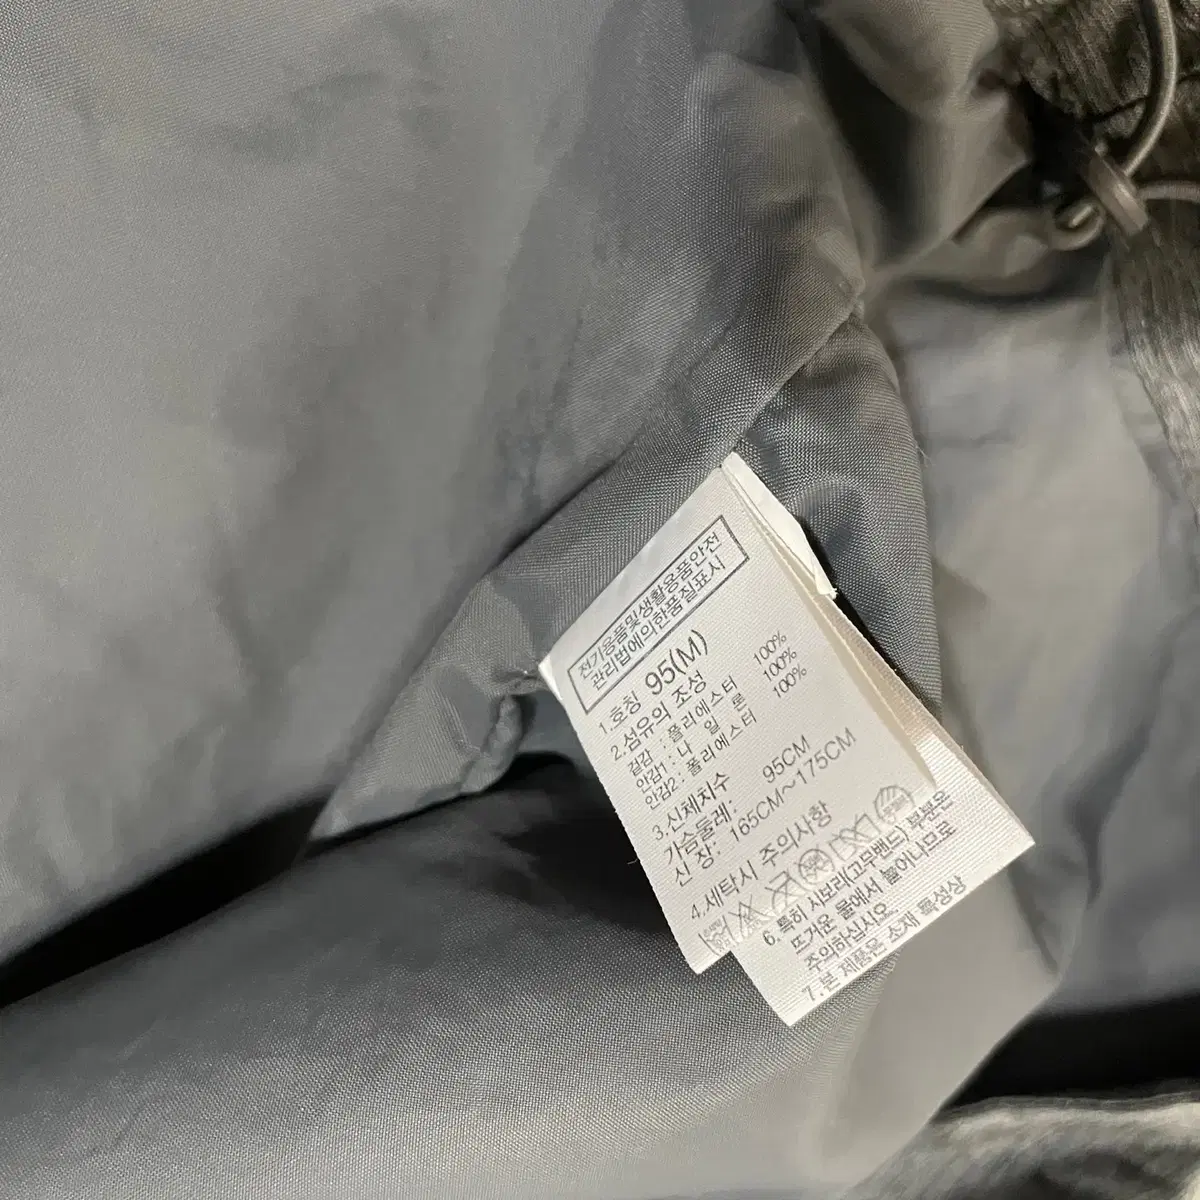 전기용품및생활용품안전
관리법에의한품질표시
1.호칭 95(M)
2.섬유의 조성
겉감 : 폴리에스터 100%
안감1: 나 일 론 100%
안감2: 폴리에스터 100%
3.신체치수
가슴둘레: 95CM
신 장: 165CM~175CM
4.세탁시 주의사항
6.특히 시보리(고무밴드)부분은
뜨거운 물에서 늘어나므로
주의하십시오.
7.본 제품은 소재 특성상